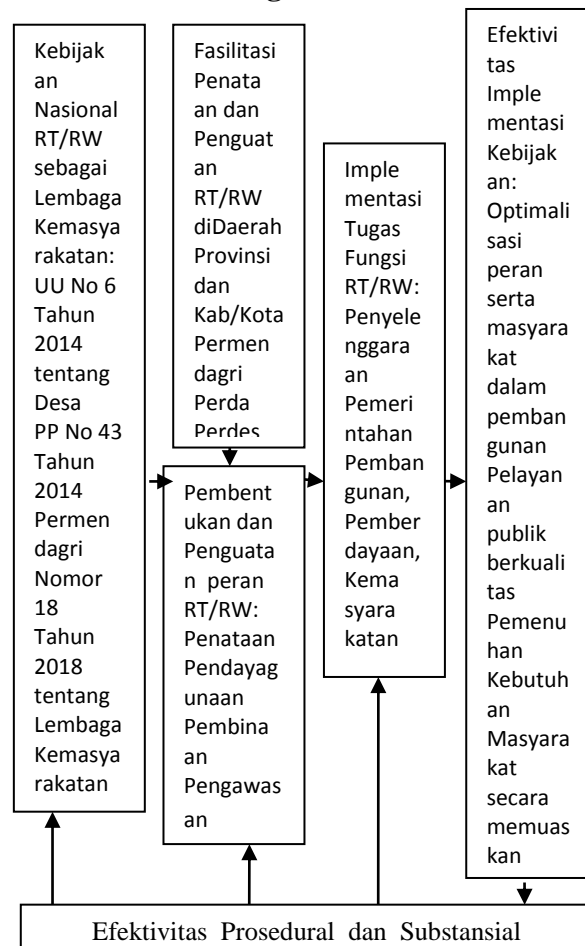 Kebijak
an
Nasional
RT/RW
sebagai
Lembaga
Kemasya
rakatan:
UU No 6
Tahun
2014
tentang
Desa
PP No 43
Tahun
2014
Permen
dagri
Nomor
18
Tahun
2018
tentang
Lembaga
Kemasya
rakatan
Fasilitasi
Penata
an dan
Penguat
an
RT/RW
diDaerah
Provinsi
dan
Kab/Kota
Permen
dagri
Perda
Perdes
Pembent
ukan dan
Penguata
n peran
RT/RW:
Penataan
Pendayag
unaan
Pembina
an
Pengawas
an
Imple
mentasi
Tugas
Fungsi
RT/RW:
Penyele
nggara
an
Pemeri
ntahan
Pemban
gunan,
Pember
dayaan,
Kema
syara
katan
Efektivi
tas
Imple
mentasi
Kebijak
an:
Optimali
sasi
peran
serta
masyara
kat
dalam
pemban
gunan
Pelayan
an
publik
berkuali
tas
Pemenu
han
Kebutuh
an
Masyara
kat
secara
memuas
kan
Efektivitas Prosedural dan Substansial